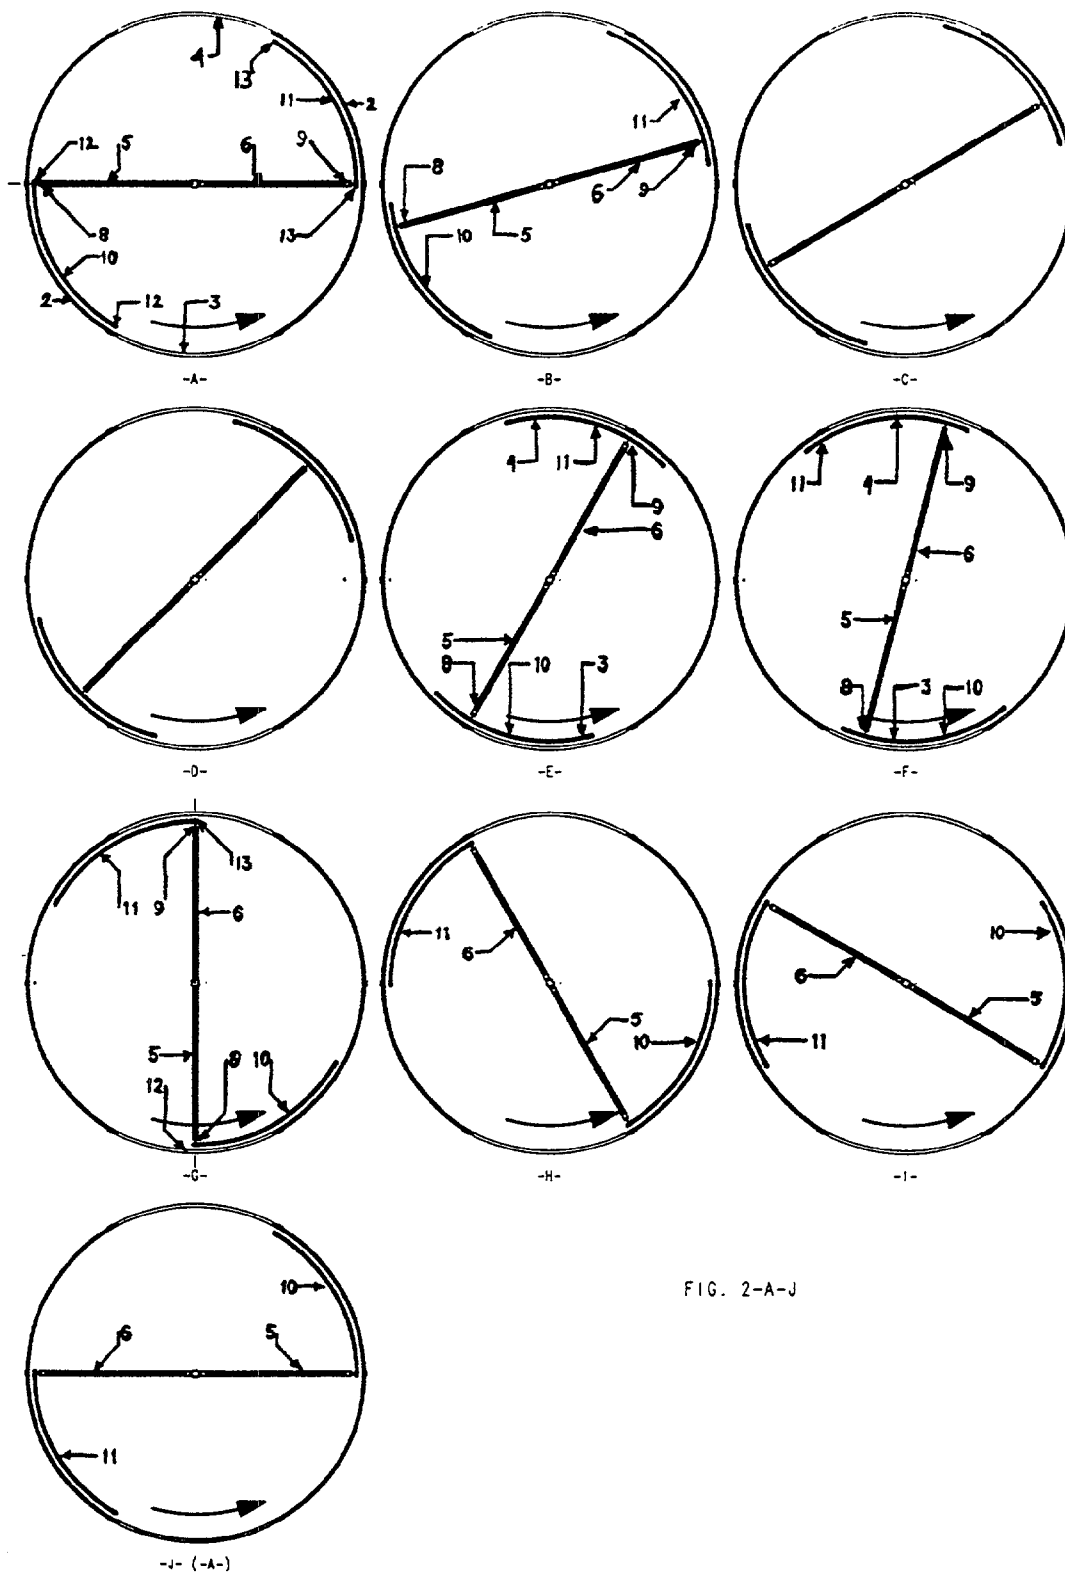 4
13
11 2
12 5 6 9
8 13
10
2 12 3
-A-
11
8 6 9
10 5
-B-
-C-
-D-
4 11 9
6
5
8 10 3
-E-
11 4 9
6
5
8 3 10
-F-
13
11 9 6
5 8 10
12
-G-
11 6
5
10
-H-
10
6 5
11
-I-
10
6 5
11
-J- (-A-)
FIG. 2-A-J